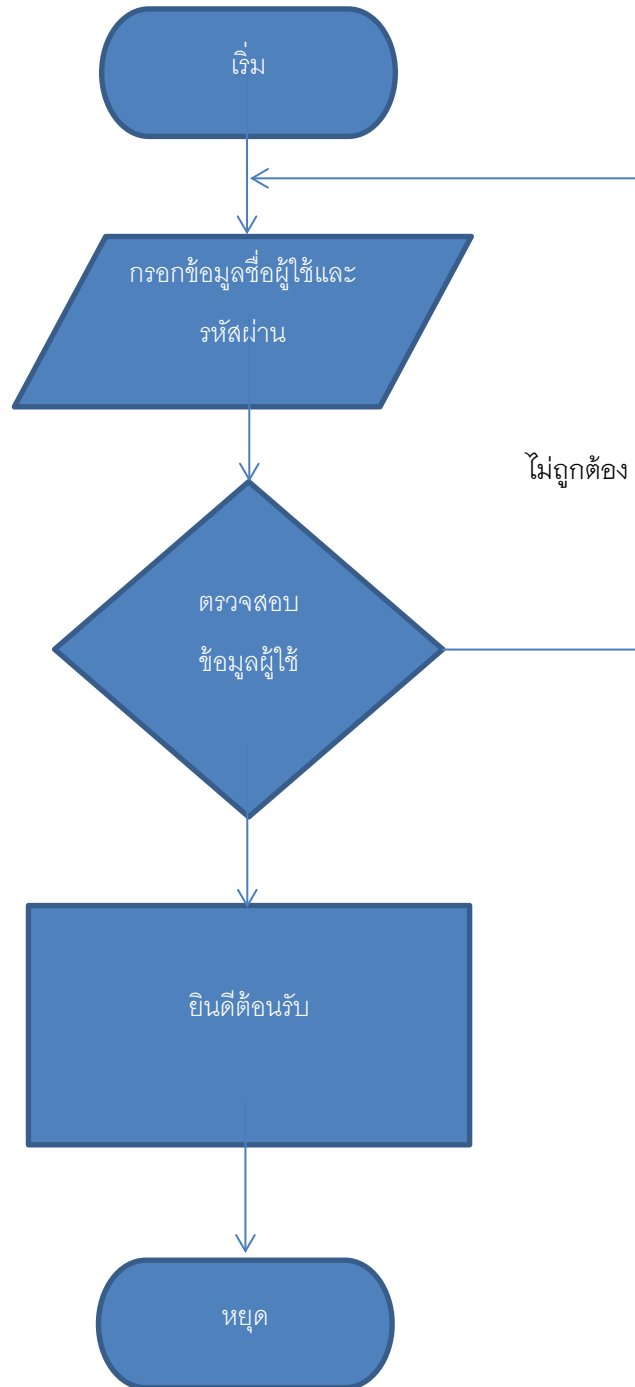 เริ่ม
กรอกข้อมูลชื่อผู้ใช้และ
รหัสผ่าน
ไม่ถูกต้อง
ตรวจสอบ
ข้อมูลผู้ใช้
ยินดีต้อนรับ
หยุด